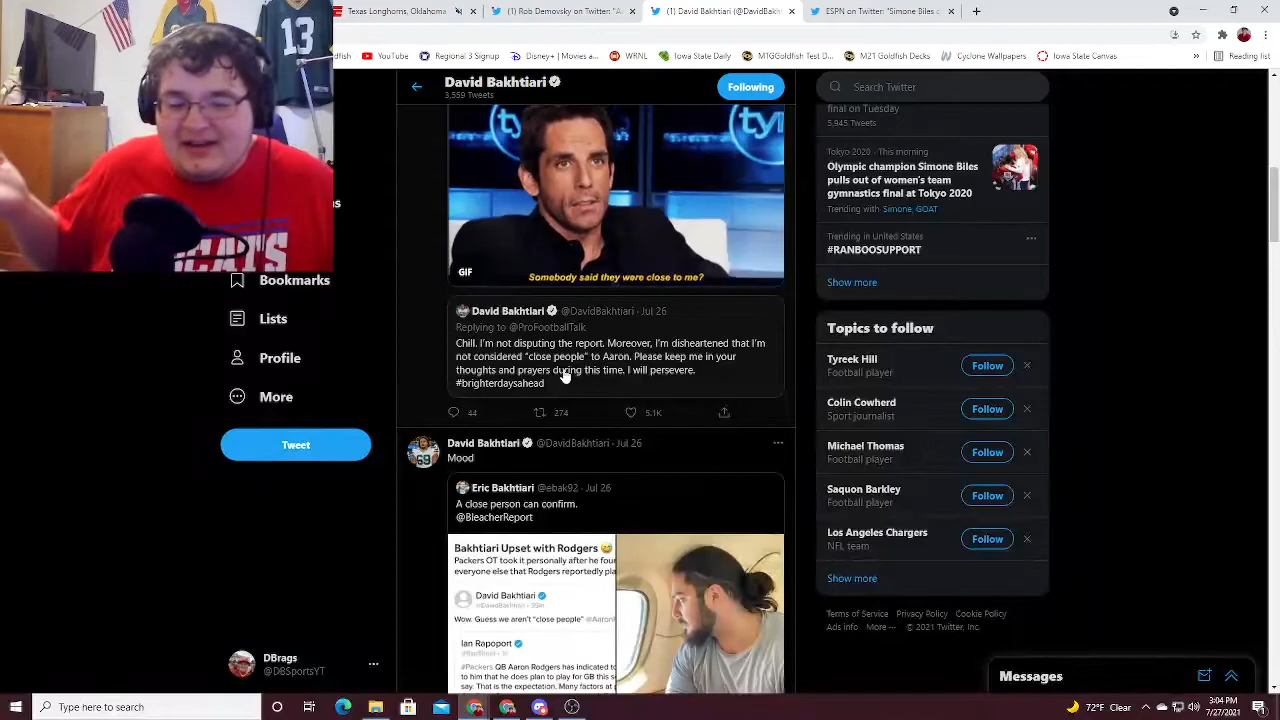 Texas Longhorns, Oklahoma
(1) Rob Demovsky on Twitter: "A
(1) David Bakhtiari (@DavidBakh
ESPN on Twitter: "Simone Biles
YouTube
Regional 3 Signup
Disney+ | Movies a...
WRNL
Iowa State Daily
MTGGoldfish Test D...
M21 Goldfish Decks
Cyclone Wallpapers
Iowa State Canvas
Reading list
13
CATS
David Bakhtiari
3,559 Tweets
Following
Search Twitter
ty
tyn
GIF
Somebody said they were close to me?
David Bakhtiari @DavidBakhtiari · Jul 26
Replying to @ProFootballTalk
Chill. I'm not disputing the report. Moreover, I'm disheartened that I'm
not considered "close people" to Aaron. Please keep me in your
thoughts and prayers during this time. I will persevere.
#brighterdaysahead
44
274
5.1K
David Bakhtiari @DavidBakhtiari · Jul 26
Mood
Eric Bakhtiari @ebak92 · Jul 26
A close person can confirm.
@BleacherReport
Bakhtiari Upset with Rodgers 😅
Packers OT took it personally after he four
everyone else that Rodgers reportedly pla
David Bakhtiari
@DavidBakhtiari · 35m
Wow. Guess we aren't "close people" @Aaron
Ian Rapoport
#Packers QB Aaron Rodgers has indicated to
to him that he does plan to play for GB this s
say. That is the expectation. Many factors at
69
Bookmarks
Lists
Profile
More
Tweet
DBrags
@DBSportsYT
final on Tuesday
5,945 Tweets
Tokyo 2020 · This morning
Olympic champion Simone Biles
pulls out of women's team
gymnastics final at Tokyo 2020
Trending with Simone, GOAT
Trending in United States
#RANBOOSUPPORT
Show more
Topics to follow
Tyreek Hill
Football player
Follow
Colin Cowherd
Sport journalist
Follow
Michael Thomas
Football player
Follow
Saquon Barkley
Football player
Follow
Los Angeles Chargers
NFL team
Follow
Show more
Terms of Service Privacy Policy Cookie Policy
Ads info More ··· © 2021 Twitter, Inc.
Messages
Type here to search
72°F
3:04 PM
7/27/2021